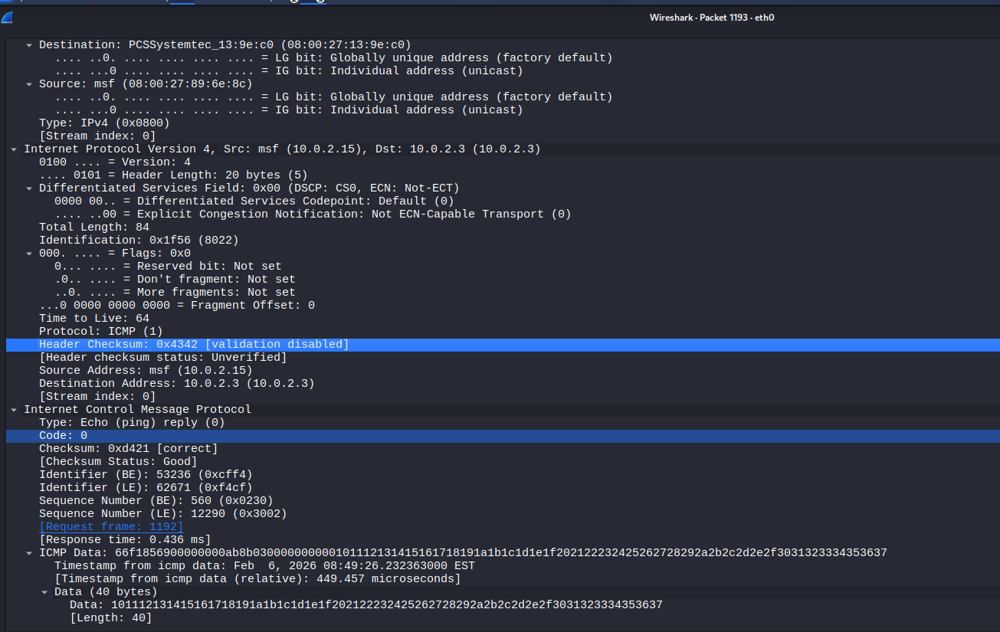 Wireshark · Packet 1193 · eth0
Destination: PCSSystemtec_13:9e:c0 (08:00:27:13:9e:c0)
.... ..0. .... .... .... .... = LG bit: Globally unique address (factory default)
.... ...0 .... .... .... .... = IG bit: Individual address (unicast)
Source: msf (08:00:27:89:6e:8c)
.... ..0. .... .... .... .... = LG bit: Globally unique address (factory default)
.... ...0 .... .... .... .... = IG bit: Individual address (unicast)
Type: IPv4 (0x0800)
[Stream index: 0]
Internet Protocol Version 4, Src: msf (10.0.2.15), Dst: 10.0.2.3 (10.0.2.3)
0100 .... = Version: 4
.... 0101 = Header Length: 20 bytes (5)
Differentiated Services Field: 0x00 (DSCP: CS0, ECN: Not-ECT)
0000 00.. = Differentiated Services Codepoint: Default (0)
.... ..00 = Explicit Congestion Notification: Not ECN-Capable Transport (0)
Total Length: 84
Identification: 0x1f56 (8022)
000. .... = Flags: 0x0
0... .... = Reserved bit: Not set
.0.. .... = Don't fragment: Not set
..0. .... = More fragments: Not set
...0 0000 0000 0000 = Fragment Offset: 0
Time to Live: 64
Protocol: ICMP (1)
Header Checksum: 0x4342 [validation disabled]
[Header checksum status: Unverified]
Source Address: msf (10.0.2.15)
Destination Address: 10.0.2.3 (10.0.2.3)
[Stream index: 0]
Internet Control Message Protocol
Type: Echo (ping) reply (0)
Code: 0
Checksum: 0xd421 [correct]
[Checksum Status: Good]
Identifier (BE): 53236 (0xcff4)
Identifier (LE): 62671 (0xf4cf)
Sequence Number (BE): 560 (0x0230)
Sequence Number (LE): 12290 (0x3002)
[Request frame: 1192]
[Response time: 0.436 ms]
ICMP Data: 66f1856900000000ab8b030000000000101112131415161718191a1b1c1d1e1f202122232425262728292a2b2c2d2e2f3031323334353637
Timestamp from icmp data: Feb  6, 2026 08:49:26.232363000 EST
[Timestamp from icmp data (relative): 449.457 microseconds]
Data (40 bytes)
Data: 101112131415161718191a1b1c1d1e1f202122232425262728292a2b2c2d2e2f3031323334353637
[Length: 40]